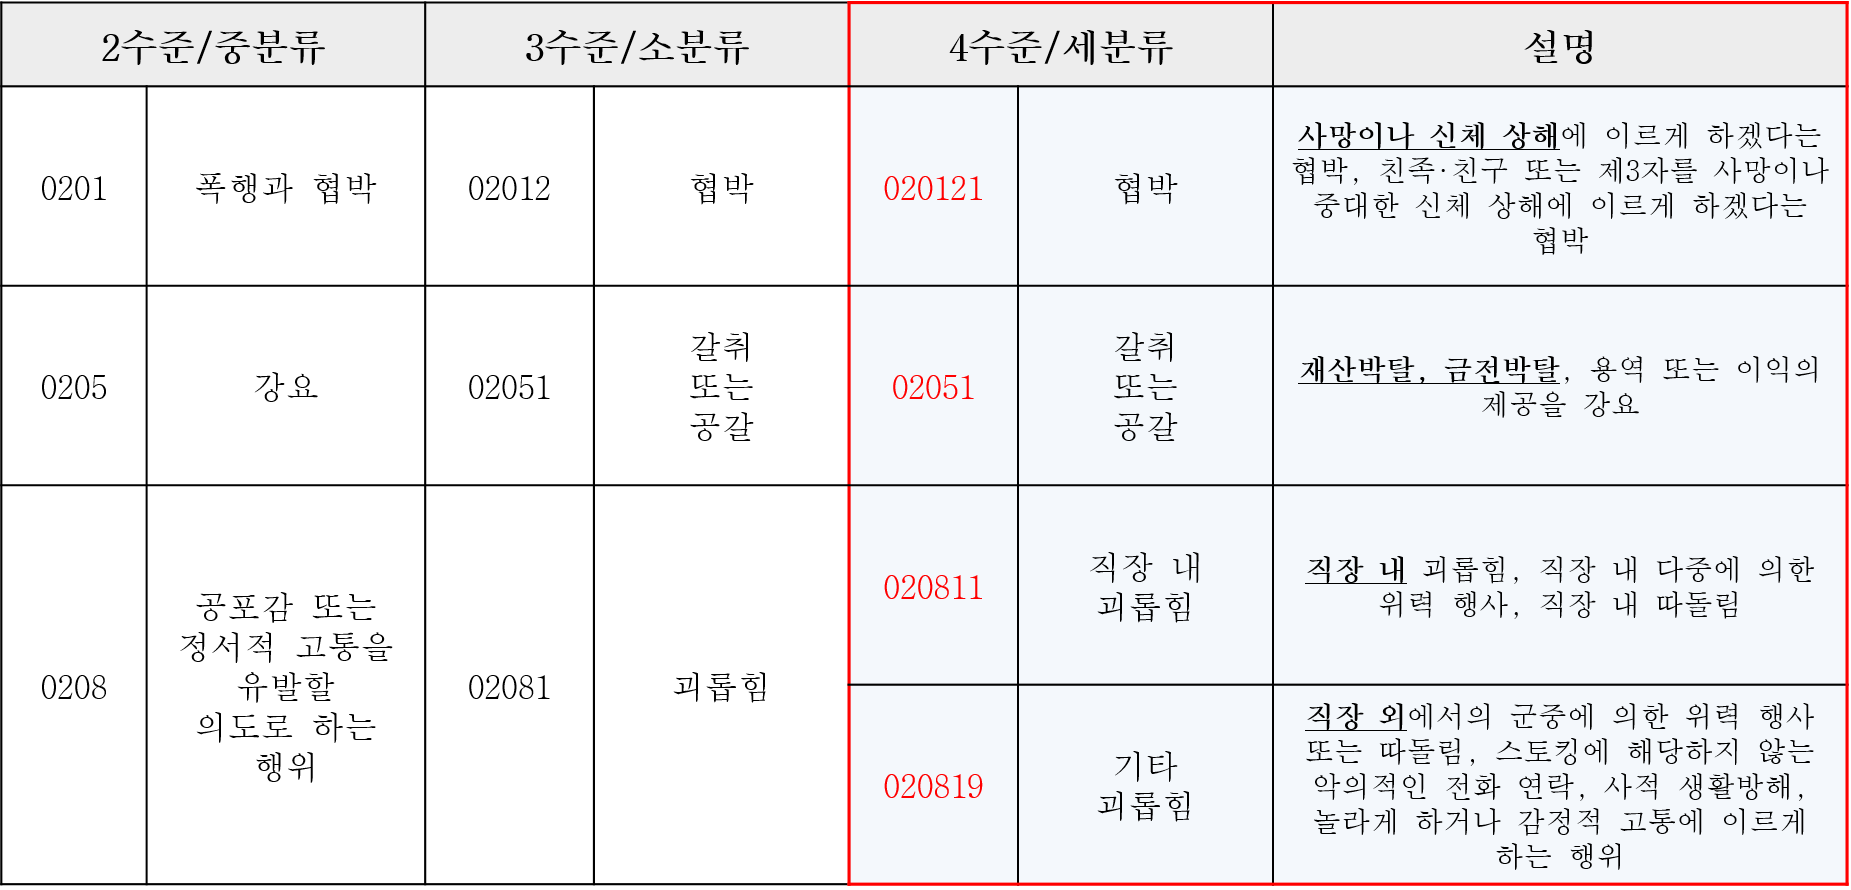 2수준/중분류
3수준/소분류
4수준/세분류
설명
0201
폭행과 협박
02012
협박
020121
협박
사망이나 신체 상해에 이르게 하겠다는
협박, 친족·친구 또는 제3자를 사망이나
중대한 신체 상해에 이르게 하겠다는
협박
0205
강요
02051
갈취
또는
공갈
02051
갈취
또는
공갈
재산박탈, 금전박탈, 용역 또는 이익의
제공을 강요
0208
공포감 또는
정서적 고통을
유발할
의도로 하는
행위
02081
괴롭힘
020811
직장 내
괴롭힘
직장 내 괴롭힘, 직장 내 다중에 의한
위력 행사, 직장 내 따돌림
020819
기타
괴롭힘
직장 외에서의 군중에 의한 위력 행사
또는 따돌림, 스토킹에 해당하지 않는
악의적인 전화 연락, 사적 생활방해,
놀라게 하거나 감정적 고통에 이르게
하는 행위